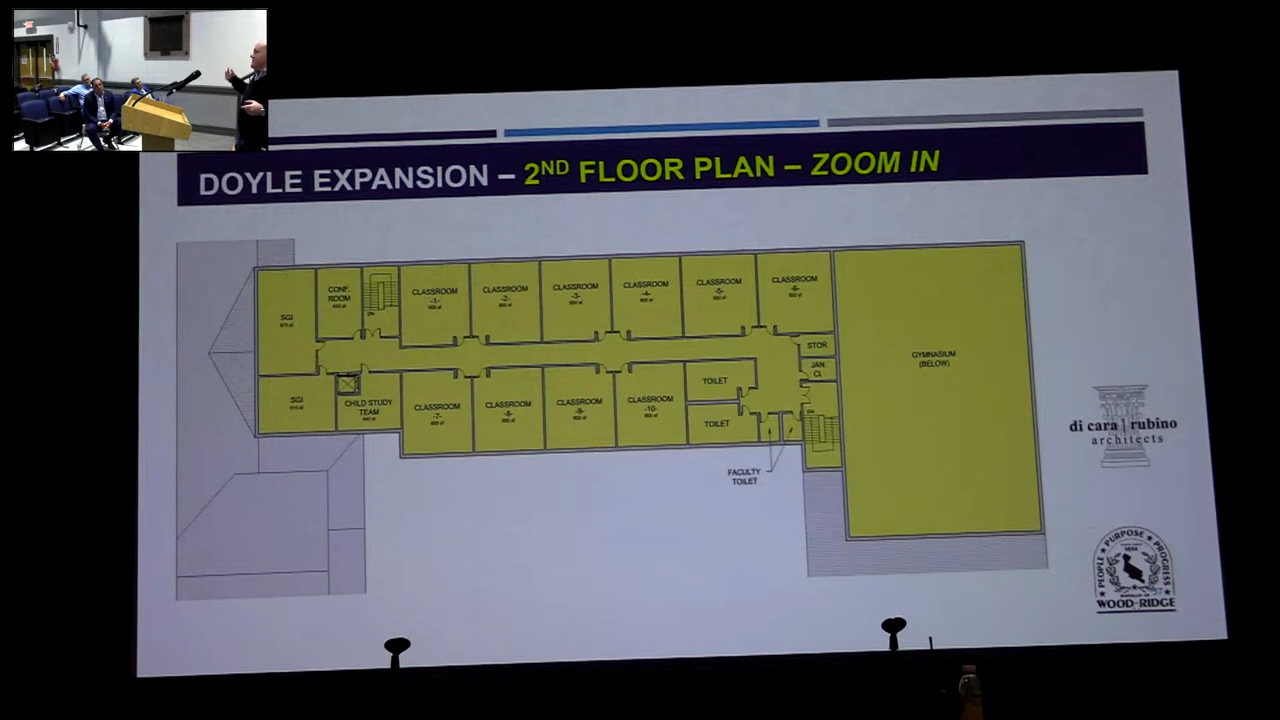 DOYLE EXPANSION – 2ND FLOOR PLAN – ZOOM IN
SGI
CONF.
ROOM
DN
CLASSROOM
-1-
CLASSROOM
-2-
CLASSROOM
-3-
CLASSROOM
-4-
CLASSROOM
-5-
CLASSROOM
-6-
STOR
JAN.
CL.
GYMNASIUM
(BELOW)
SGI
CHILD STUDY
TEAM
CLASSROOM
-7-
CLASSROOM
-8-
CLASSROOM
-9-
CLASSROOM
-10-
TOILET
TOILET
DN
FACULTY
TOILET
di cara | rubino
architects
PEOPLE ★ PURPOSE ★ PROGRESS
WOOD-RIDGE